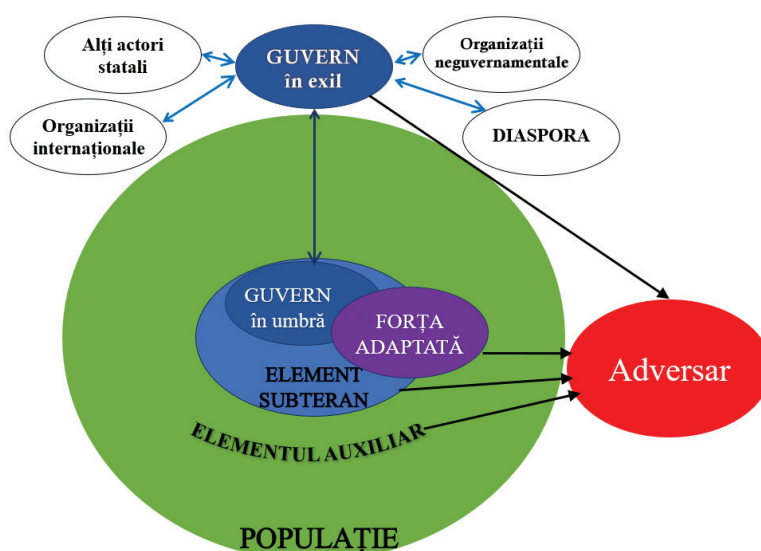 Alți actori
statali
GUVERN
în exil
Organizații
neguvernamentale
Organizații
internaționale
DIASPORA
GUVERN
în umbră
FORȚA
ADAPTATĂ
Adversar
ELEMENT
SUBTERAN
ELEMENTUL AUXILIAR
POPULAȚIE